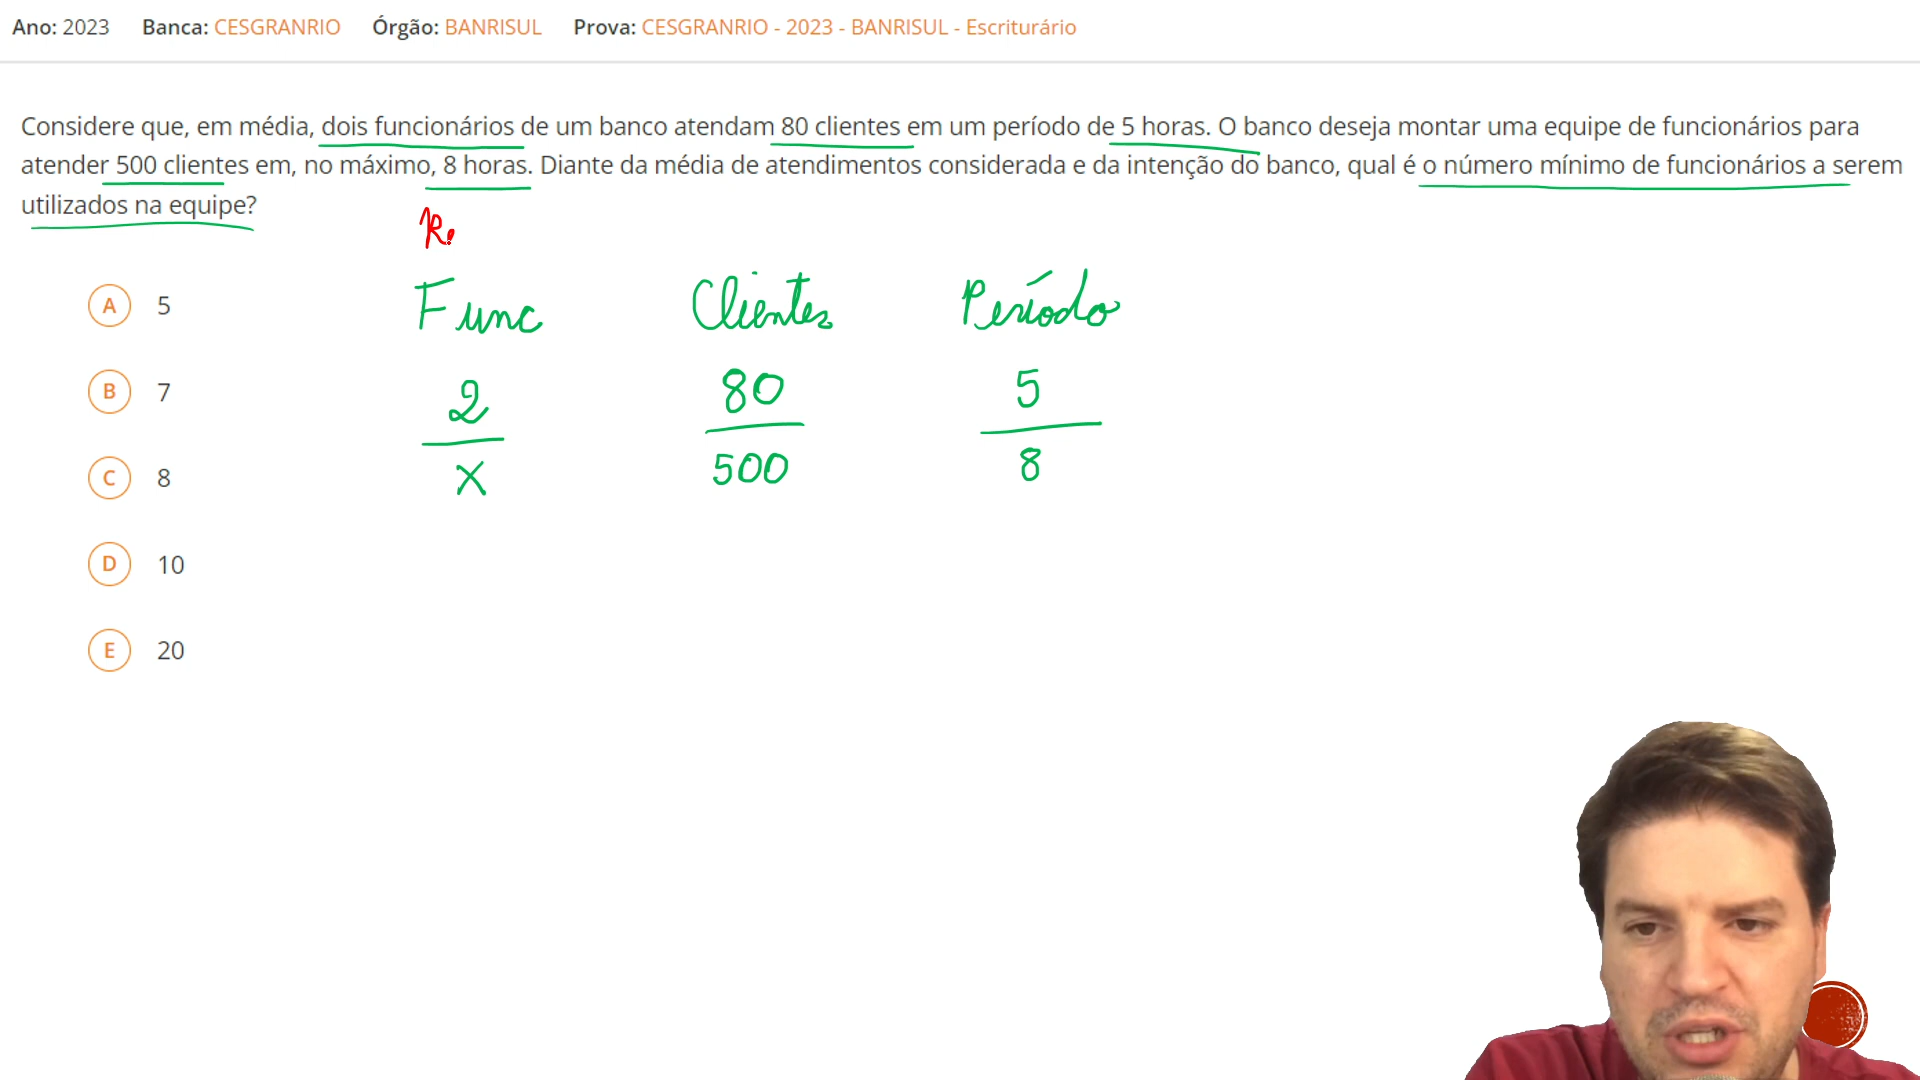 Ano: 2023 Banca: CESGRANRIO Órgão: BANRISUL Prova: CESGRANRIO - 2023 - BANRISUL - Escriturário
Considere que, em média, dois funcionários de um banco atendam 80 clientes em um período de 5 horas. O banco deseja montar uma equipe de funcionários para
atender 500 clientes em, no máximo, 8 horas. Diante da média de atendimentos considerada e da intenção do banco, qual é o número mínimo de funcionários a serem
utilizados na equipe?
R.
Func Clientes Período
A 5
2 80 5
B 7
x 500 8
C 8
D 10
E 20